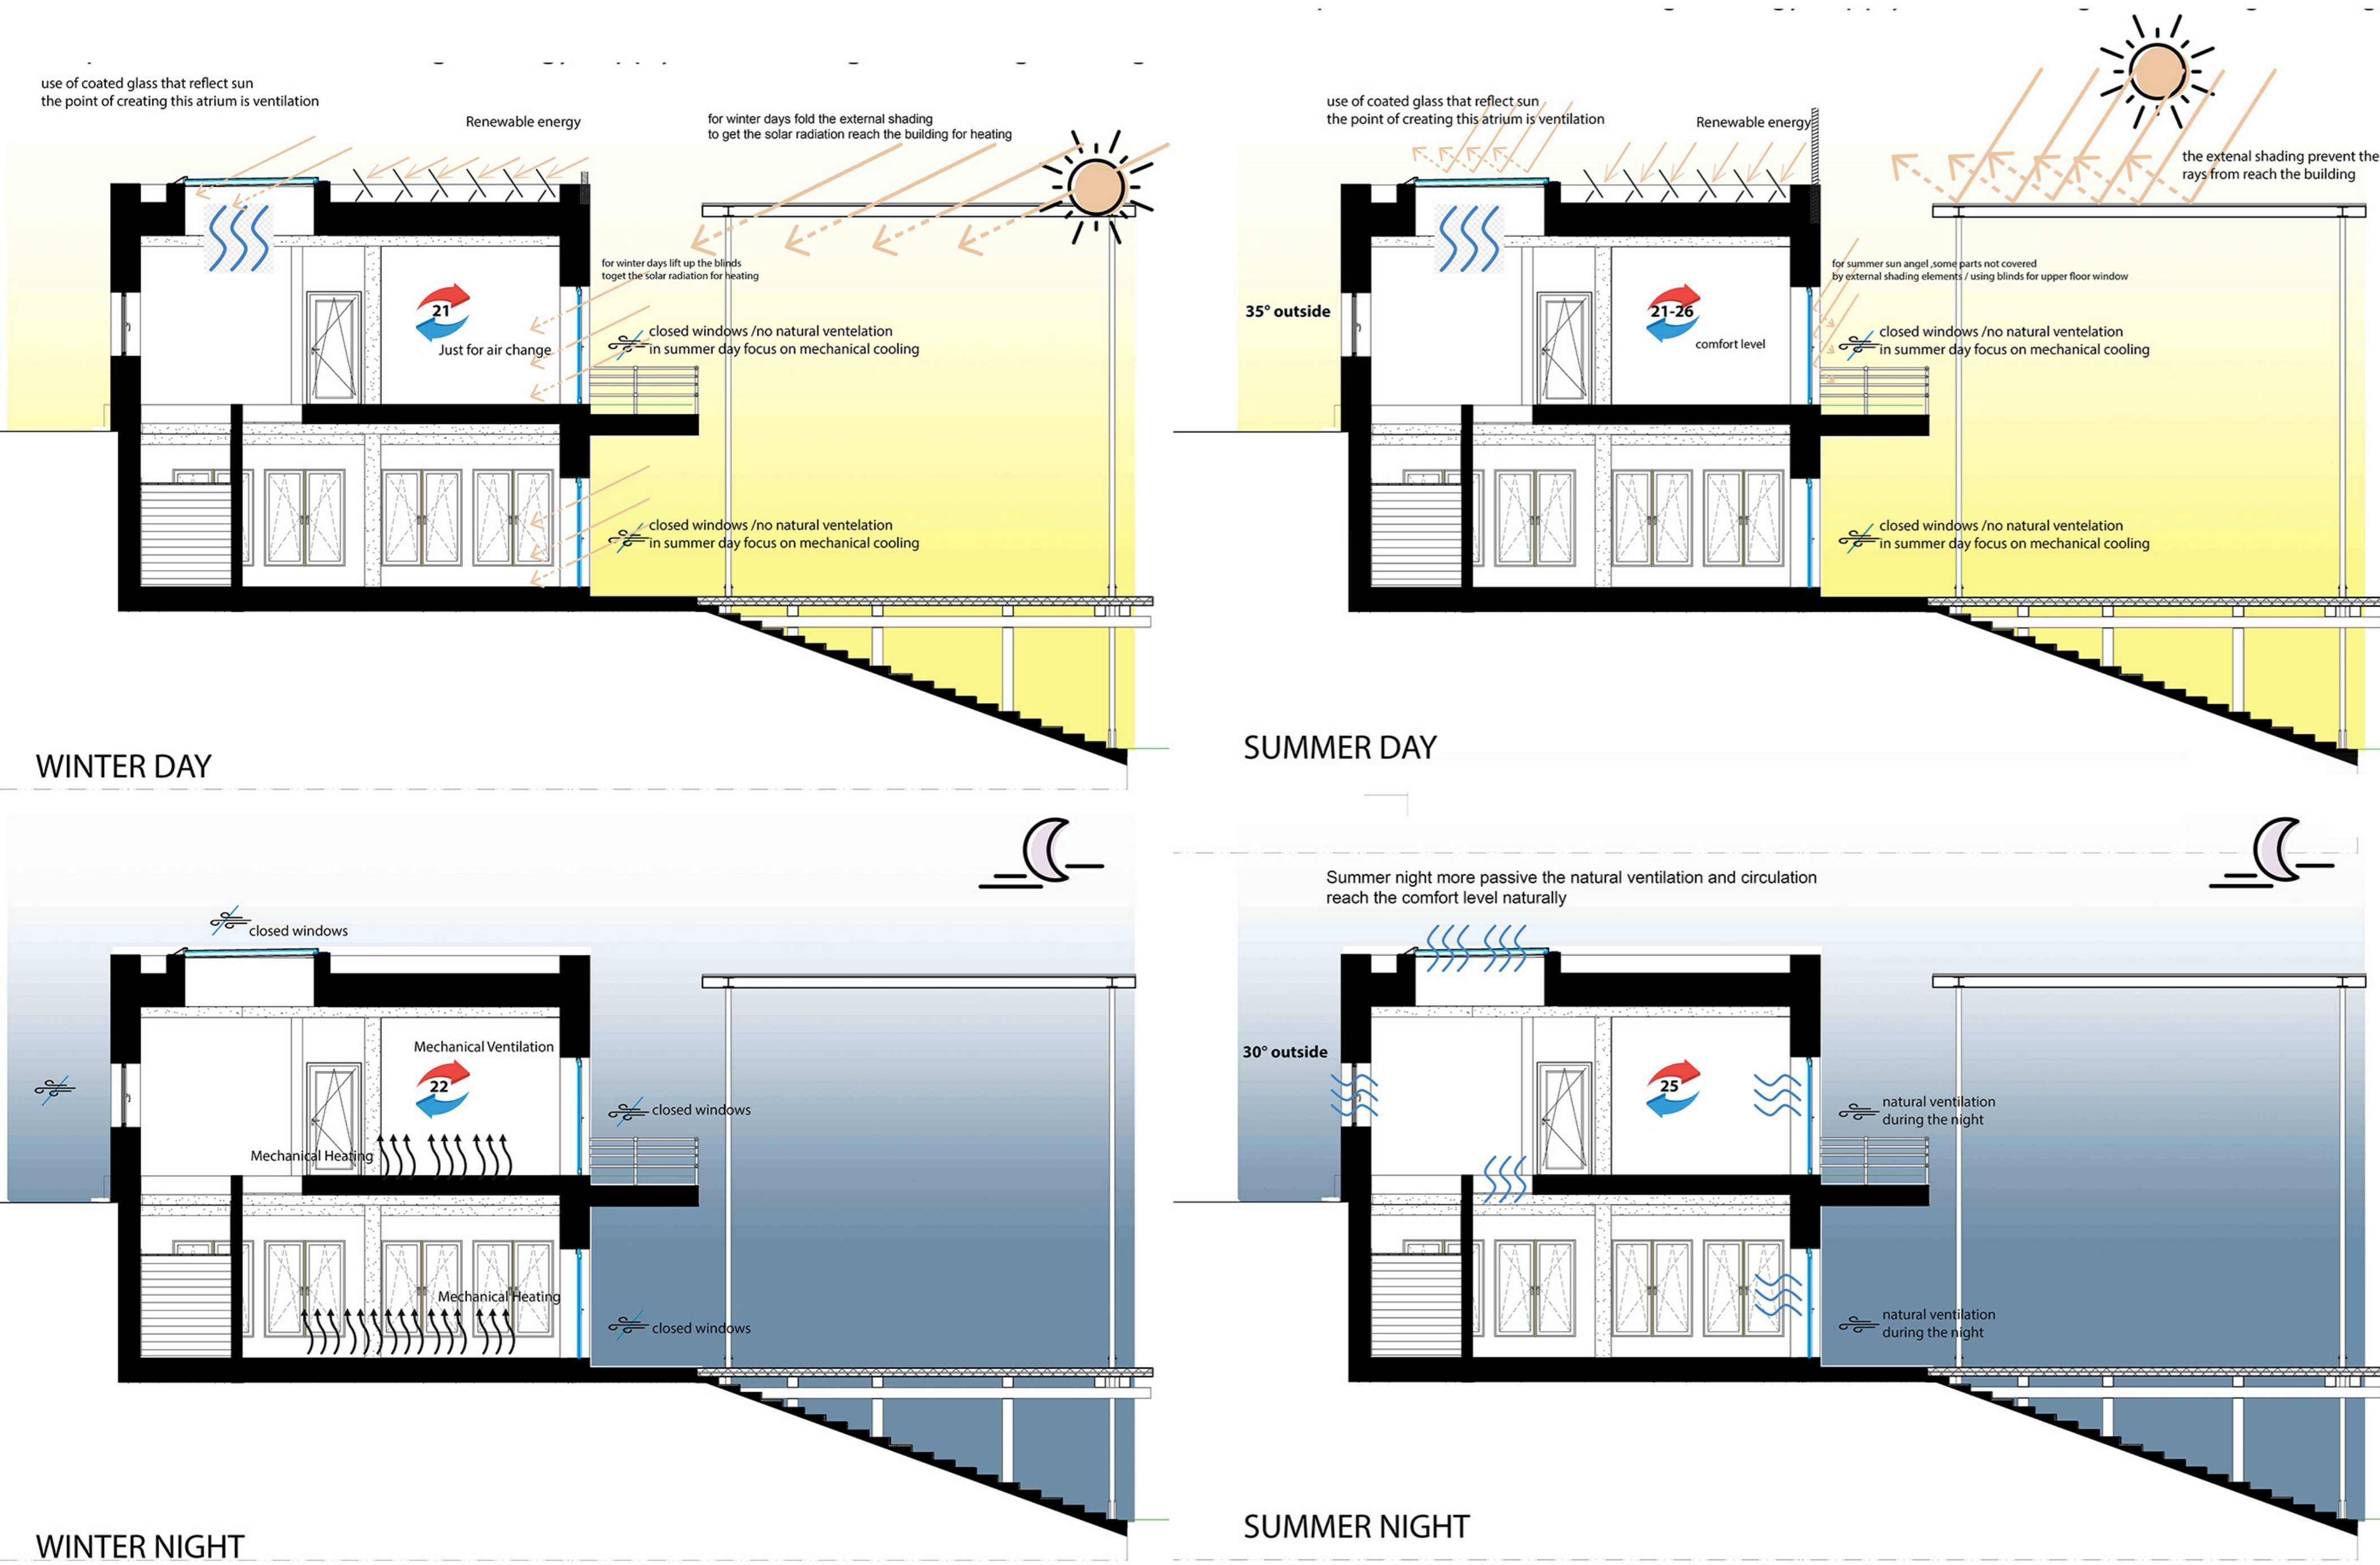 use of coated glass that reflect sun
the point of creating this atrium is ventilation
Renewable energy
for winter days fold the external shading
to get the solar radiation reach the building for heating
for winter days lift up the blinds
toget the solar radiation for heating
21
Just for air change
closed windows /no natural ventelation
in summer day focus on mechanical cooling
closed windows /no natural ventelation
in summer day focus on mechanical cooling
WINTER DAY
use of coated glass that reflect sun
the point of creating this atrium is ventilation
Renewable energy
the extenal shading prevent the
rays from reach the building
for summer sun angel ,some parts not covered
by external shading elements / using blinds for upper floor window
35° outside
21-26
comfort level
closed windows /no natural ventelation
in summer day focus on mechanical cooling
closed windows /no natural ventelation
in summer day focus on mechanical cooling
SUMMER DAY
closed windows
Mechanical Ventilation
22
closed windows
Mechanical Heating
Mechanical Heating
closed windows
WINTER NIGHT
Summer night more passive the natural ventilation and circulation
reach the comfort level naturally
30° outside
25
natural ventilation
during the night
natural ventilation
during the night
SUMMER NIGHT